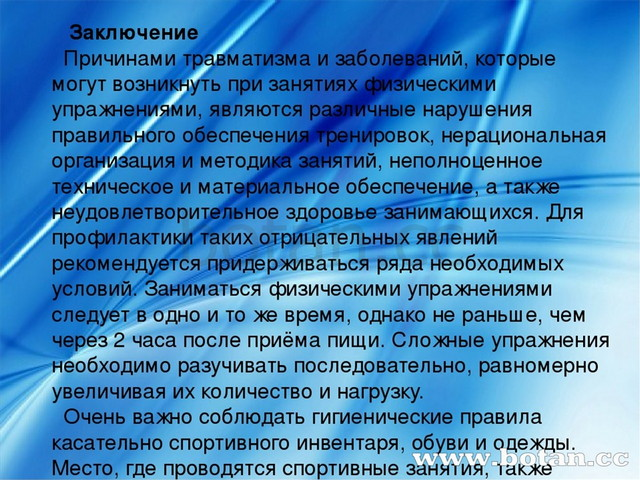 Заключение
Причинами травматизма и заболеваний, которые
могут возникнуть при занятиях физическими
упражнениями, являются различные нарушения
правильного обеспечения тренировок, нерациональная
организация и методика занятий, неполноценное
техническое и материальное обеспечение, а также
неудовлетворительное здоровье занимающихся. Для
профилактики таких отрицательных явлений
рекомендуется придерживаться ряда необходимых
условий. Заниматься физическими упражнениями
следует в одно и то же время, однако не раньше, чем
через 2 часа после приёма пищи. Сложные упражнения
необходимо разучивать последовательно, равномерно
увеличивая их количество и нагрузку.
Очень важно соблюдать гигиенические правила
касательно спортивного инвентаря, обуви и одежды.
Место, где проводятся спортивные занятия, также
www.botan.cc